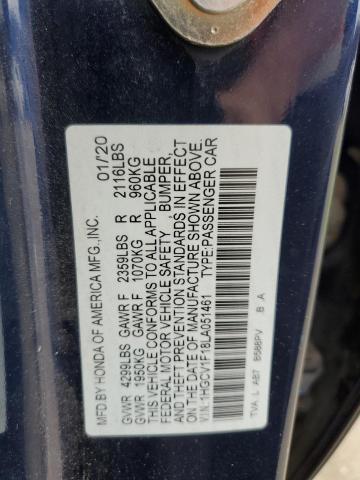 MFD. BY HONDA OF AMERICA MFG., INC. 01/20
GVWR 4299LBS GAWR F 2359LBS R 2116LBS
GVWR 1950KG GAWR F 1070KG R 960KG
THIS VEHICLE CONFORMS TO ALL APPLICABLE
FEDERAL MOTOR VEHICLE SAFETY, BUMPER,
AND THEFT PREVENTION STANDARDS IN EFFECT
ON THE DATE OF MANUFACTURE SHOWN ABOVE.
V.I.N.: 1HGCV1F18LA051461 TYPE: PASSENGER CAR
TVA L AB7 B588PV B A